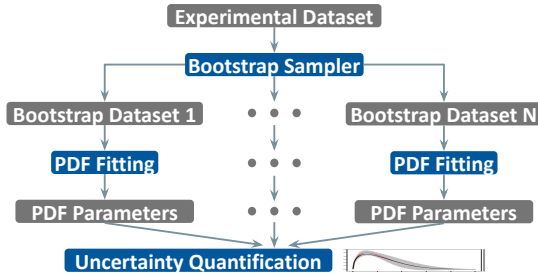 Experimental Dataset
Bootstrap Sampler
Bootstrap Dataset 1
Bootstrap Dataset N
PDF Fitting
PDF Fitting
PDF Parameters
PDF Parameters
Uncertainty Quantification